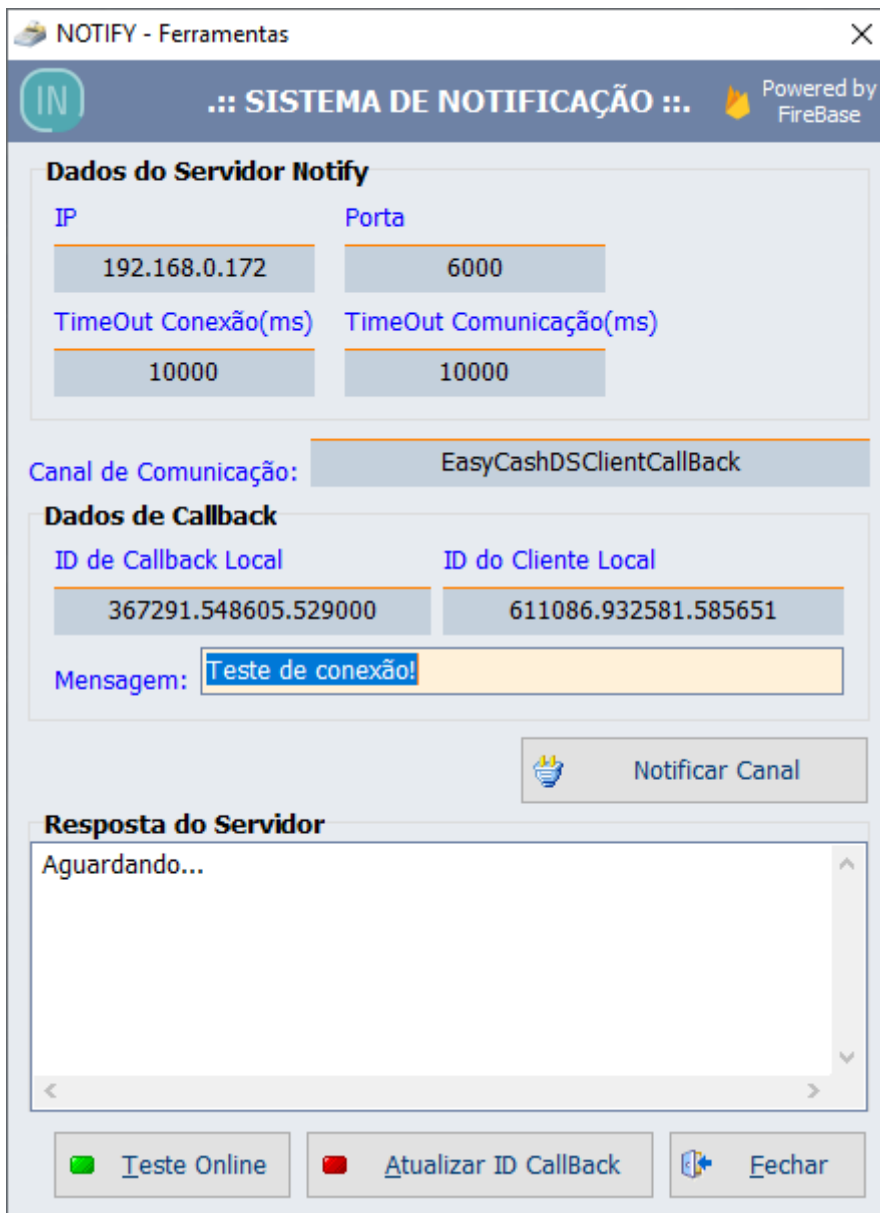 NOTIFY - Ferramentas
IN
.:: SISTEMA DE NOTIFICAÇÃO ::.
Powered by
FireBase
Dados do Servidor Notify
IP
Porta
192.168.0.172
6000
TimeOut Conexão(ms)
TimeOut Comunicação(ms)
10000
10000
Canal de Comunicação:
EasyCashDSClientCallBack
Dados de Callback
ID de Callback Local
ID do Cliente Local
367291.548605.529000
611086.932581.585651
Mensagem:
Teste de conexão!
Notificar Canal
Resposta do Servidor
Aguardando...
Teste Online
Atualizar ID CallBack
Fechar